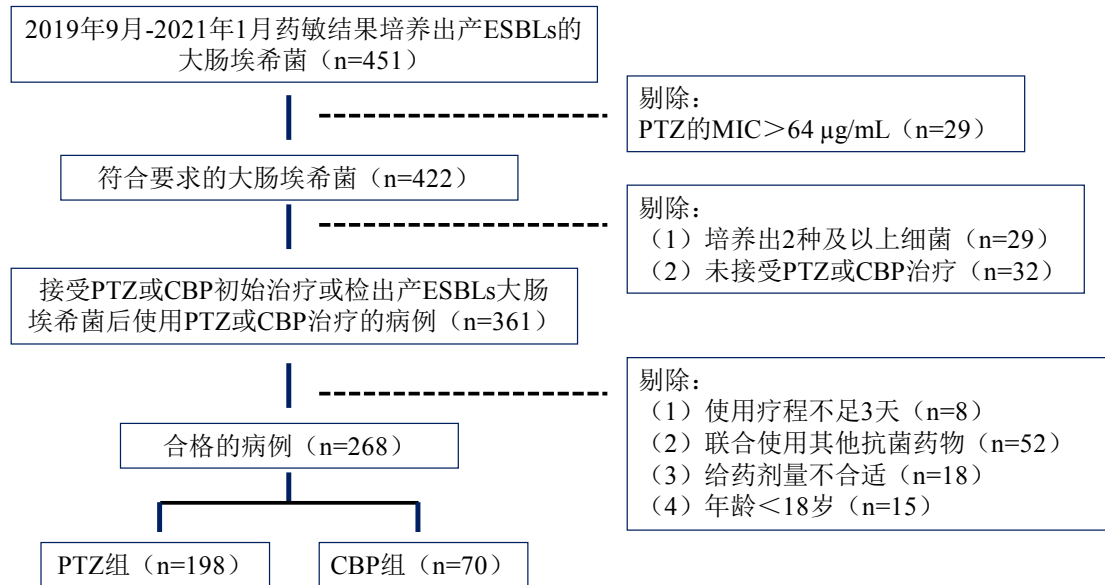 2019年9月-2021年1月药敏结果培养出产ESBLs的
大肠埃希菌（n=451）
剔除：
PTZ的MIC＞64 μg/mL（n=29）
符合要求的大肠埃希菌（n=422）
剔除：
（1）培养出2种及以上细菌（n=29）
（2）未接受PTZ或CBP治疗（n=32）
接受PTZ或CBP初始治疗或检出产ESBLs大肠
埃希菌后使用PTZ或CBP治疗的病例（n=361）
剔除：
（1）使用疗程不足3天（n=8）
（2）联合使用其他抗菌药物（n=52）
（3）给药剂量不合适（n=18）
（4）年龄＜18岁（n=15）
合格的病例（n=268）
PTZ组（n=198）
CBP组（n=70）